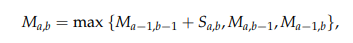 M_{a,b} = max {M_{a−1,b−1} + S_{a,b}, M_{a,b−1}, M_{a−1,b}},